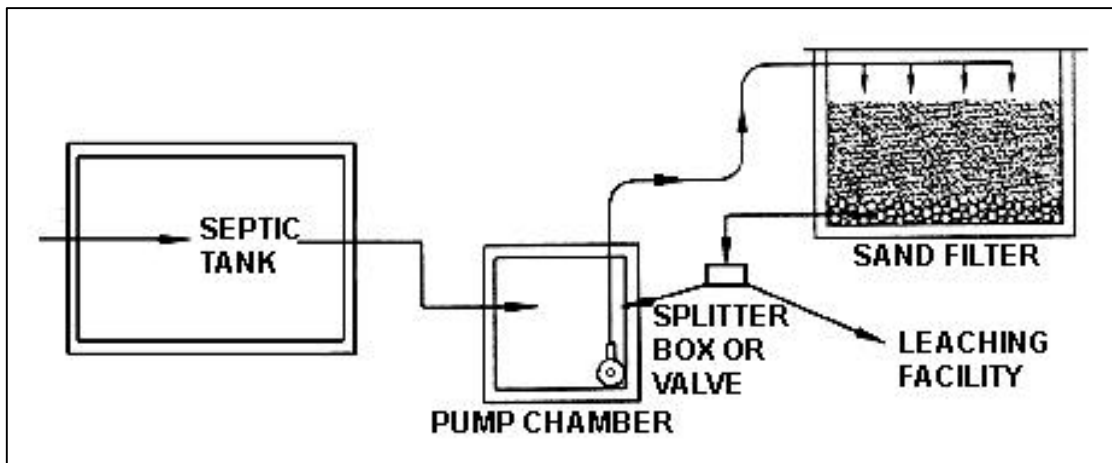 SEPTIC
TANK
PUMP CHAMBER
SPLITTER
BOX OR
VALVE
SAND FILTER
LEACHING
FACILITY